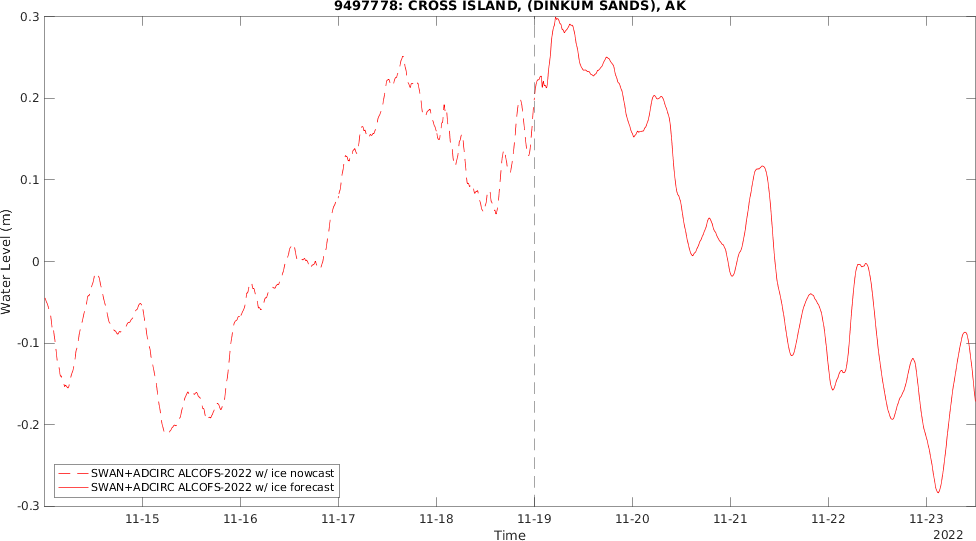 9497778: CROSS ISLAND, (DINKUM SANDS), AK
0.3
0.2
0.1
0
-0.1
-0.2
-0.3
Water Level (m)
SWAN+ADCIRC ALCOFS-2022 w/ ice nowcast
SWAN+ADCIRC ALCOFS-2022 w/ ice forecast
11-15 11-16 11-17 11-18 11-19 11-20 11-21 11-22 11-23
Time
2022